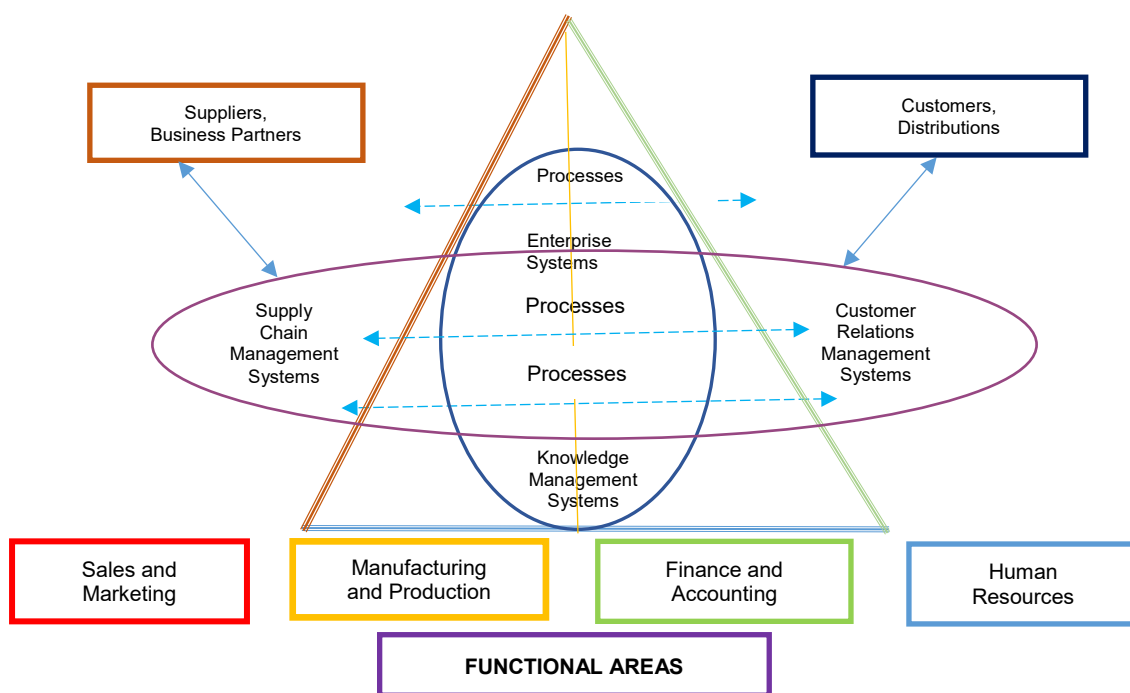 Suppliers,
Business Partners
Customers,
Distributions
Processes
Enterprise
Systems
Processes
Supply
Chain
Management
Systems
Customer
Relations
Management
Systems
Processes
Knowledge
Management
Systems
Sales and
Marketing
Manufacturing
and Production
Finance and
Accounting
Human
Resources
FUNCTIONAL AREAS